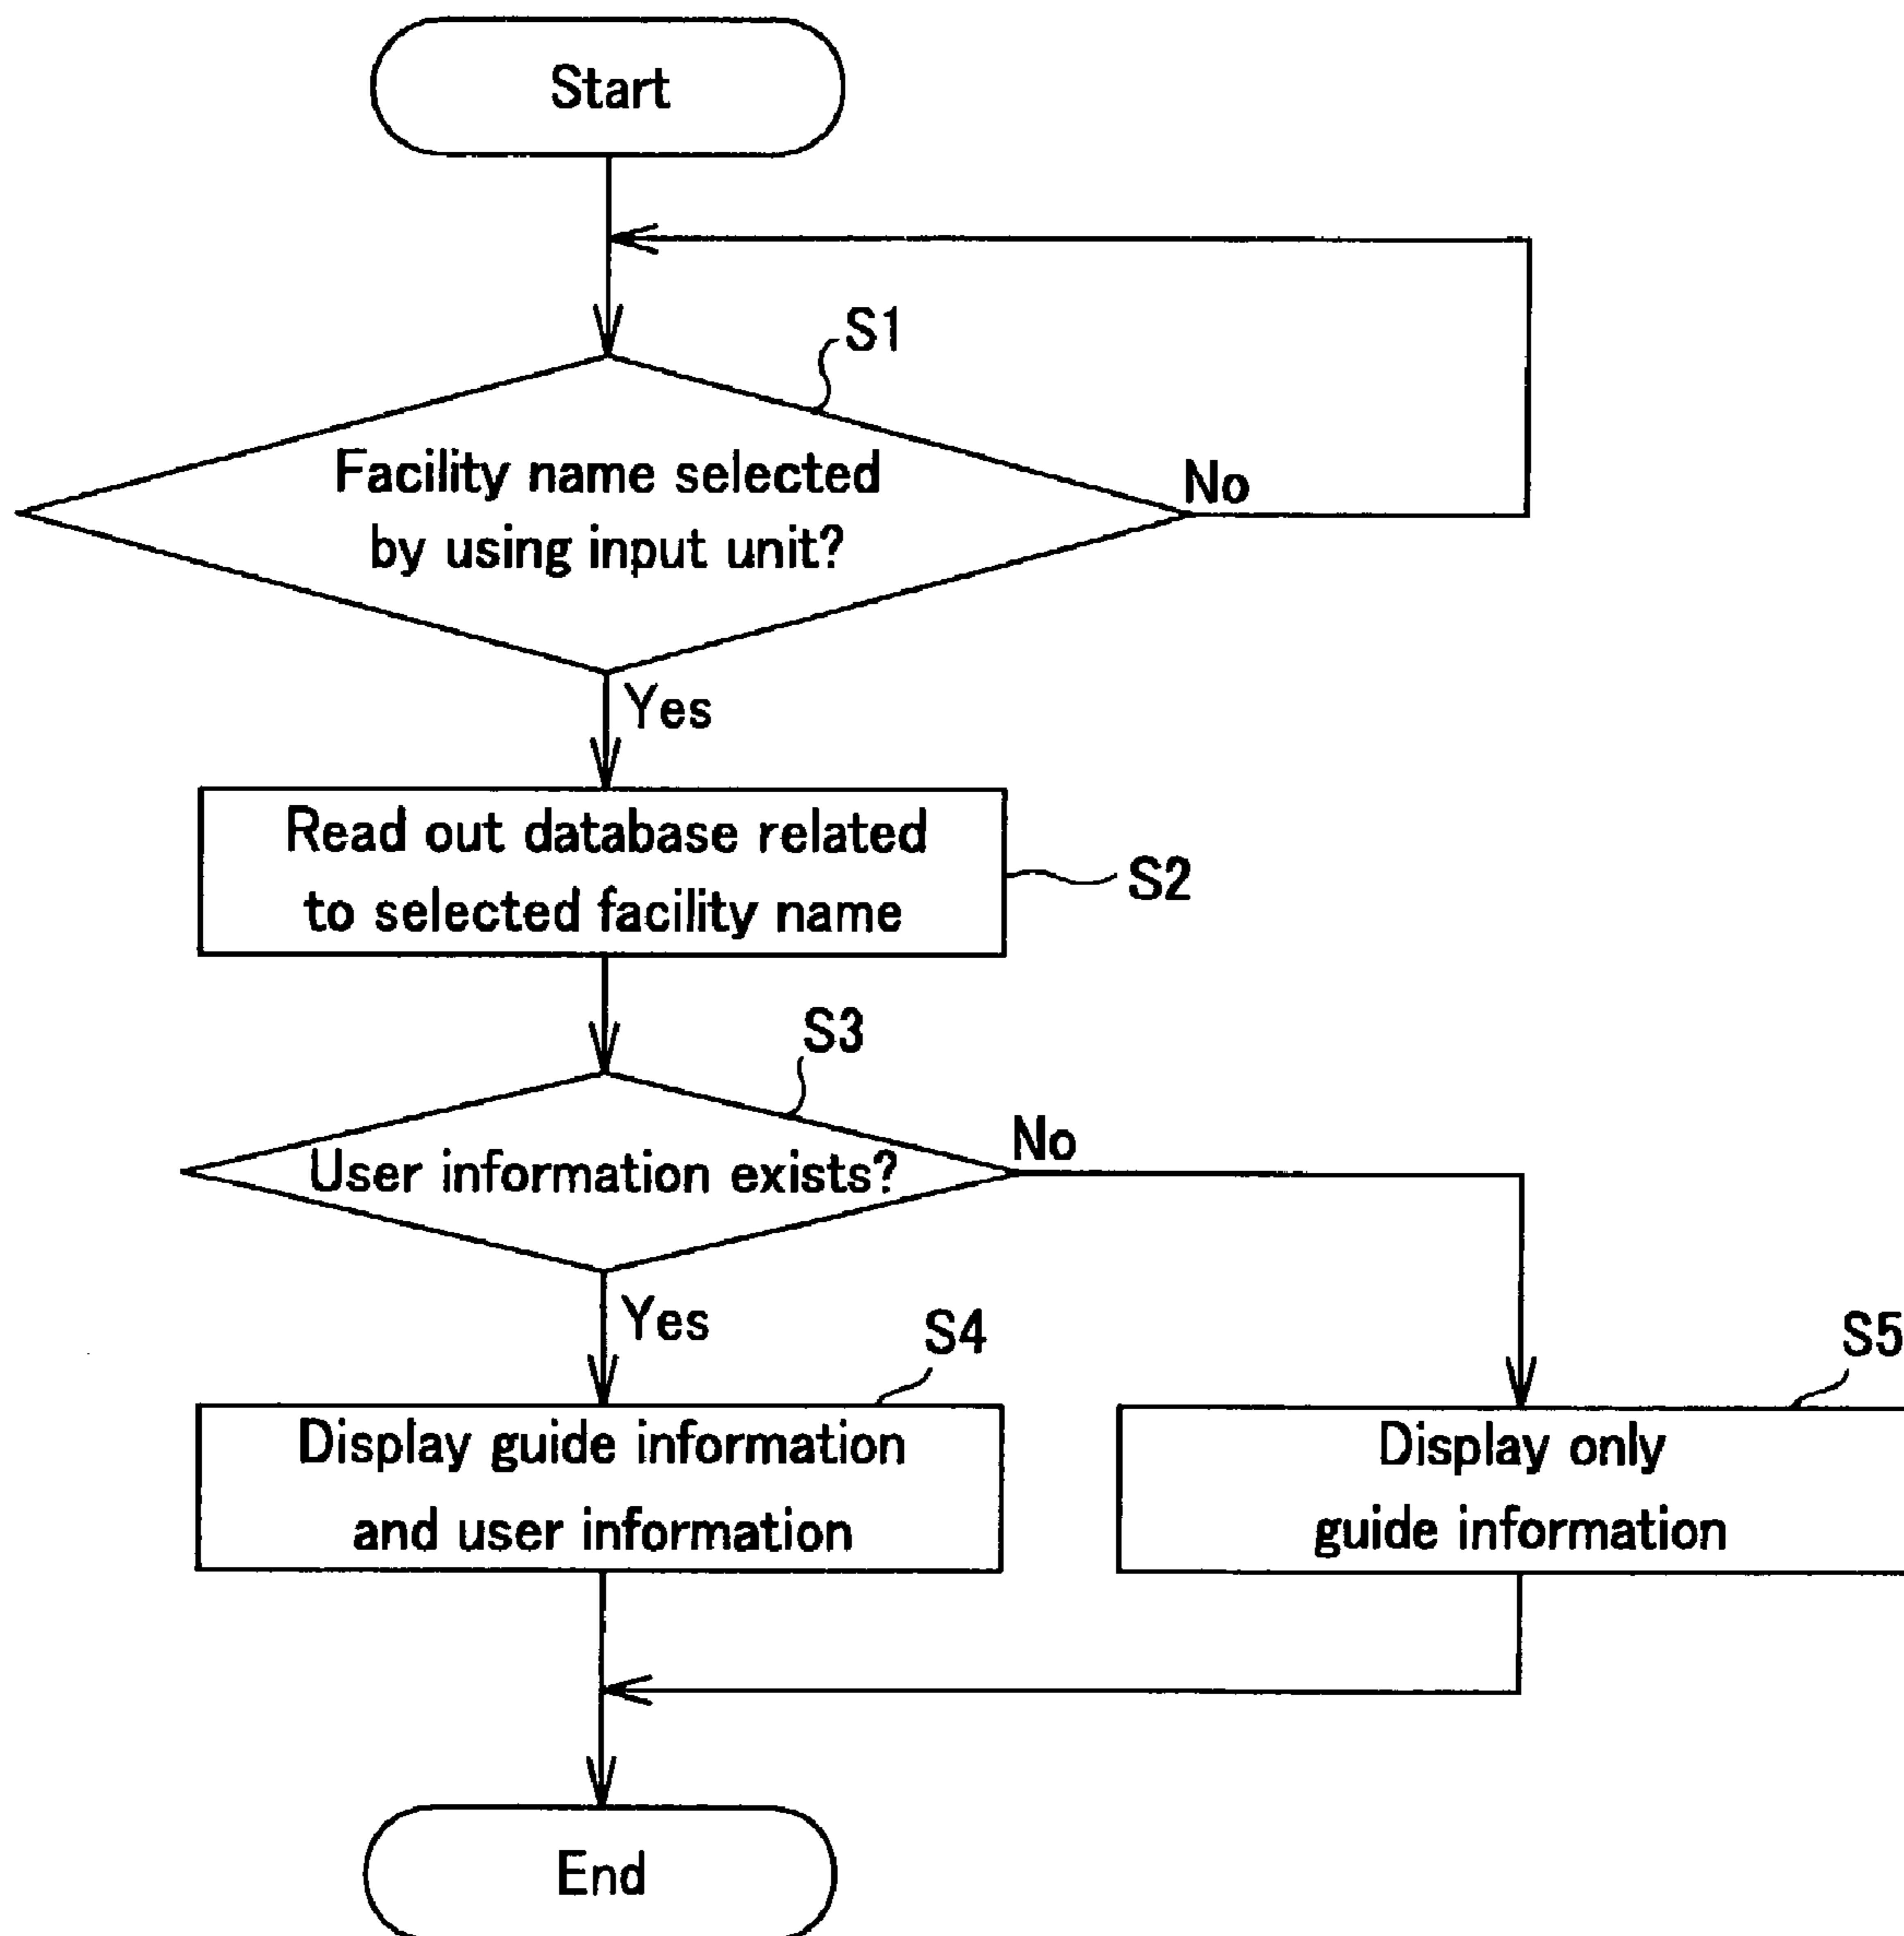 Start
S1
Facility name selected
by using input unit?
No
Yes
Read out database related
to selected facility name
S2
S3
User information exists?
No
Yes
S4
Display guide information
and user information
S5
Display only
guide information
End